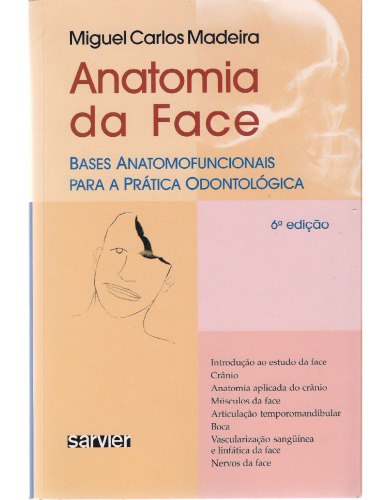 Miguel Carlos Madeira
Anatomia
da Face
BASES ANATOMOFUNCIONAIS
PARA A PRÁTICA ODONTOLÓGICA
6ª edição
Introdução ao estudo da face
Crânio
Anatomia aplicada do crânio
Músculos da face
Articulação temporomandibular
Boca
Vascularização sangüínea
e linfática da face
Nervos da face
sarvier